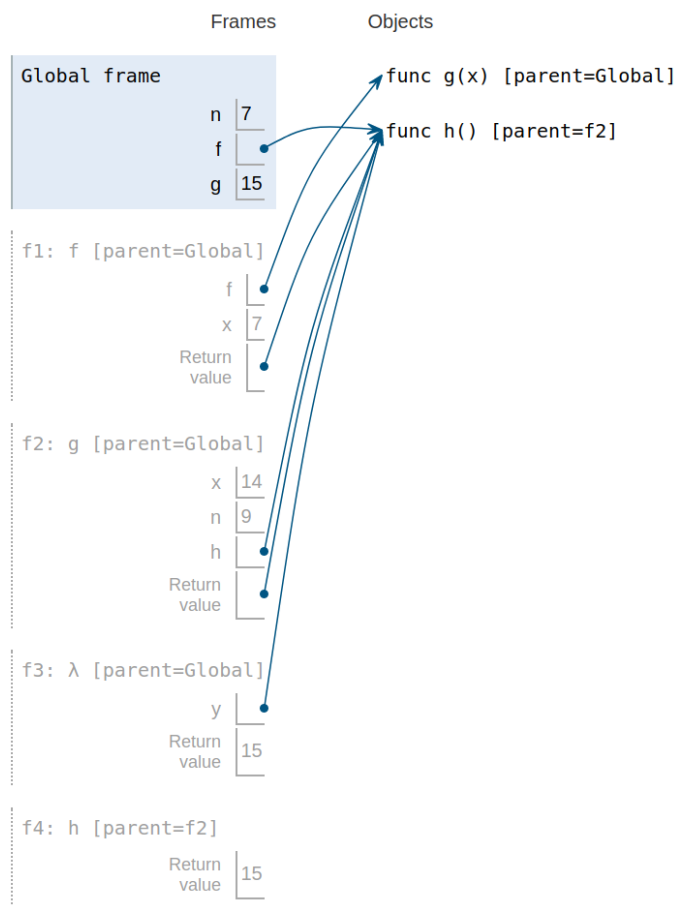 Frames Objects
Global frame
func g(x) [parent=Global]
n 7
func h() [parent=f2]
f
g 15
f1: f [parent=Global]
f
x 7
Return
value
f2: g [parent=Global]
x 14
n 9
h
Return
value
f3: λ [parent=Global]
y
Return
value 15
f4: h [parent=f2]
Return
value 15